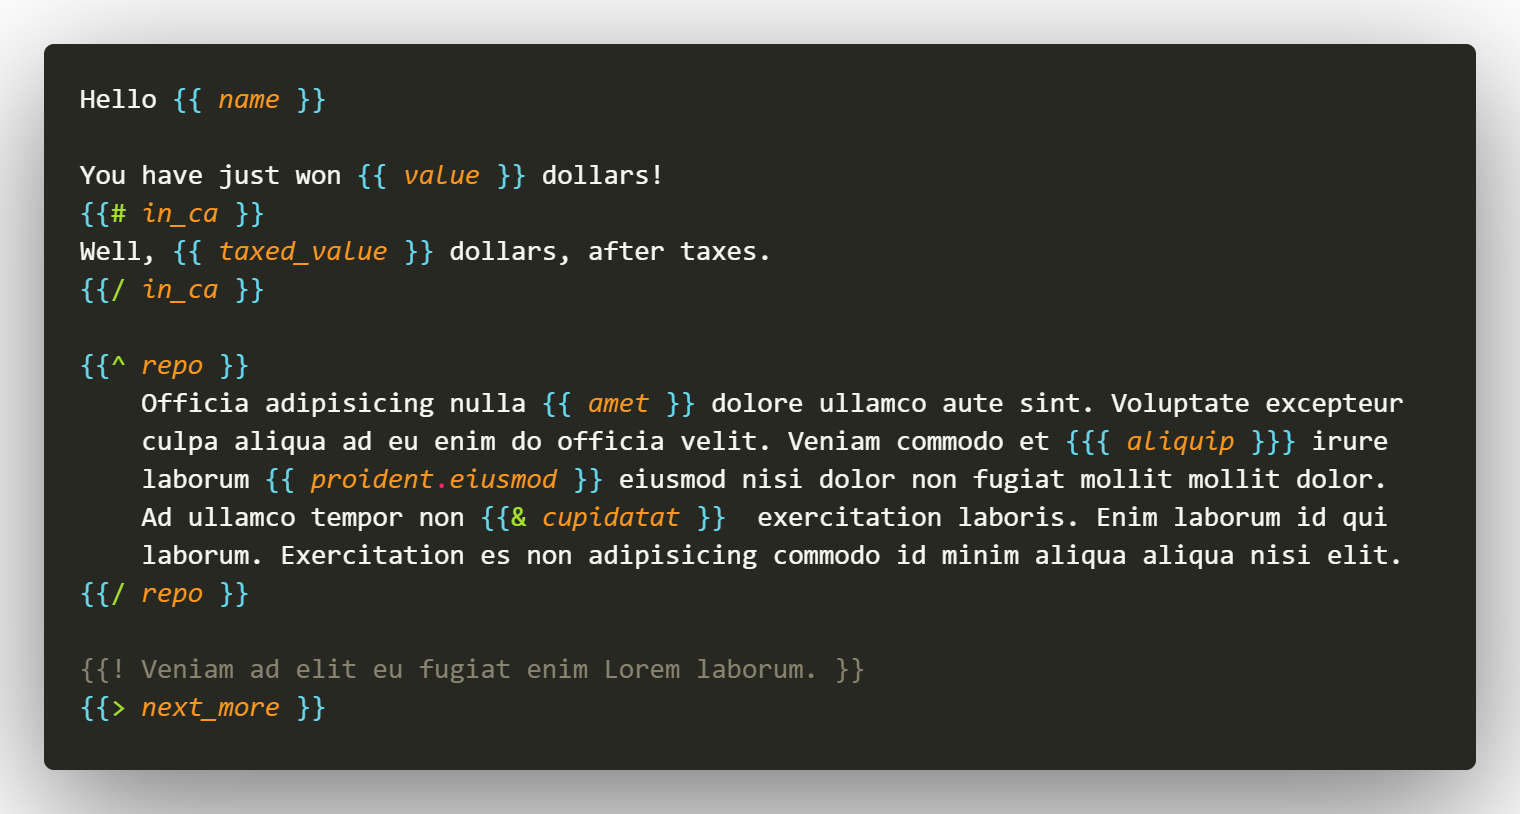 Hello {{ name }}

You have just won {{ value }} dollars!
{{# in_ca }}
Well, {{ taxed_value }} dollars, after taxes.
{{/ in_ca }}

{{^ repo }}
    Officia adipisicing nulla {{ amet }} dolore ullamco aute sint. Voluptate excepteur
    culpa aliqua ad eu enim do officia velit. Veniam commodo et {{{ aliquip }}} irure
    laborum {{ proident.eiusmod }} eiusmod nisi dolor non fugiat mollit mollit dolor.
    Ad ullamco tempor non {{& cupidatat }}  exercitation laboris. Enim laborum id qui
    laborum. Exercitation es non adipisicing commodo id minim aliqua aliqua nisi elit.
{{/ repo }}

{{! Veniam ad elit eu fugiat enim Lorem laborum. }}
{{> next_more }}